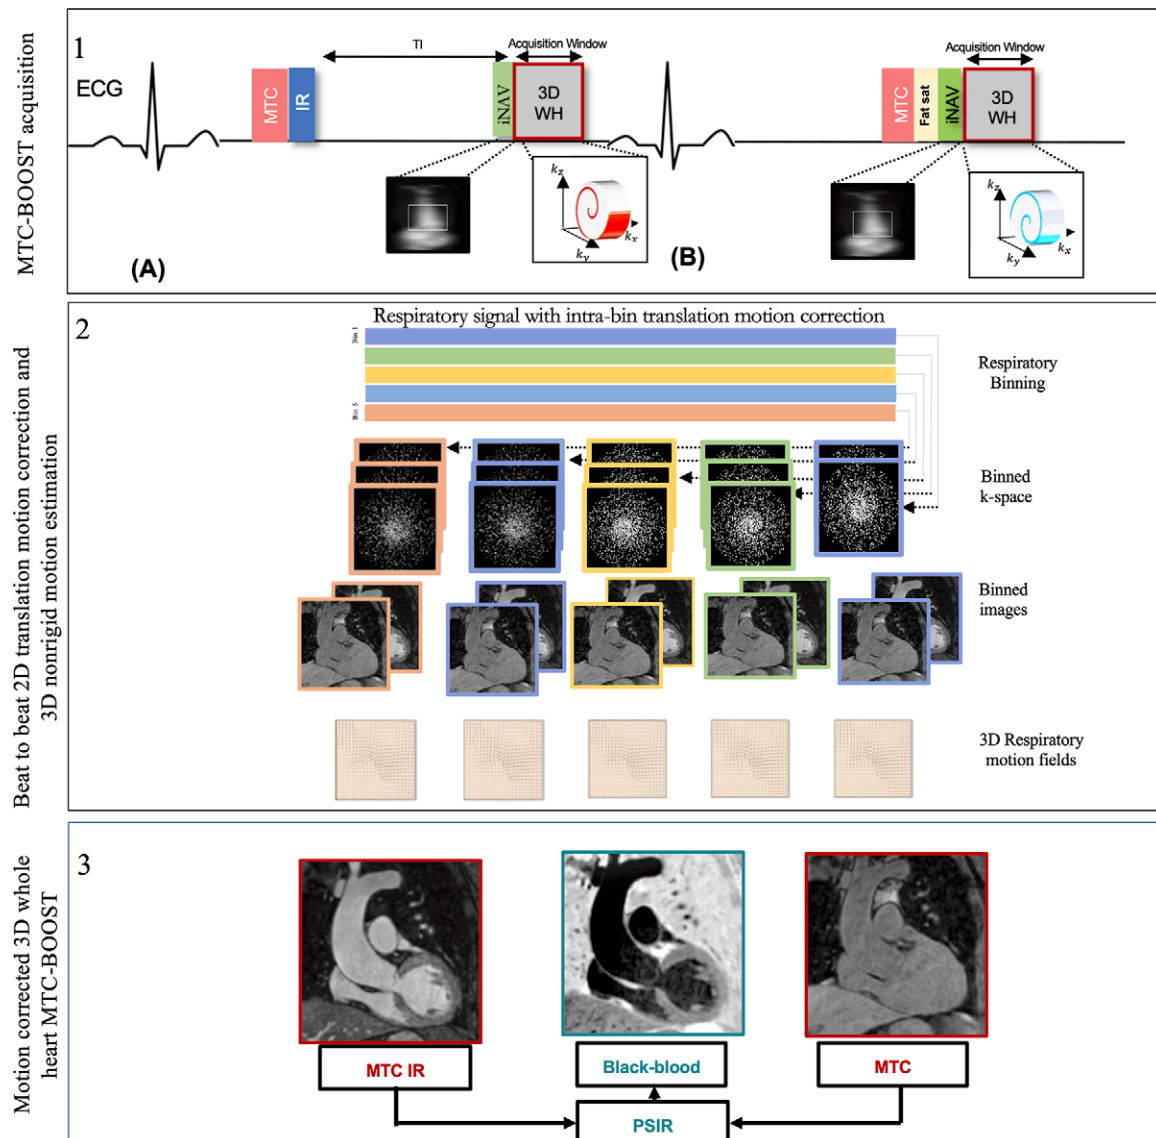 MTC-BOOST acquisition
1
ECG
MTC
IR
TI
iNAV
Acquisition Window
3D
WH
kz
kx
ky
(A)
(B)
MTC
Fat sat
iNAV
Acquisition Window
3D
WH
kz
kx
ky
Beat to beat 2D translation motion correction and
3D nonrigid motion estimation
2
Respiratory signal with intra-bin translation motion correction
Bin 1
Bin 5
Respiratory
Binning
Binned
k-space
Binned
images
3D Respiratory
motion fields
Motion corrected 3D whole
heart MTC-BOOST
3
MTC IR
Black-blood
MTC
PSIR